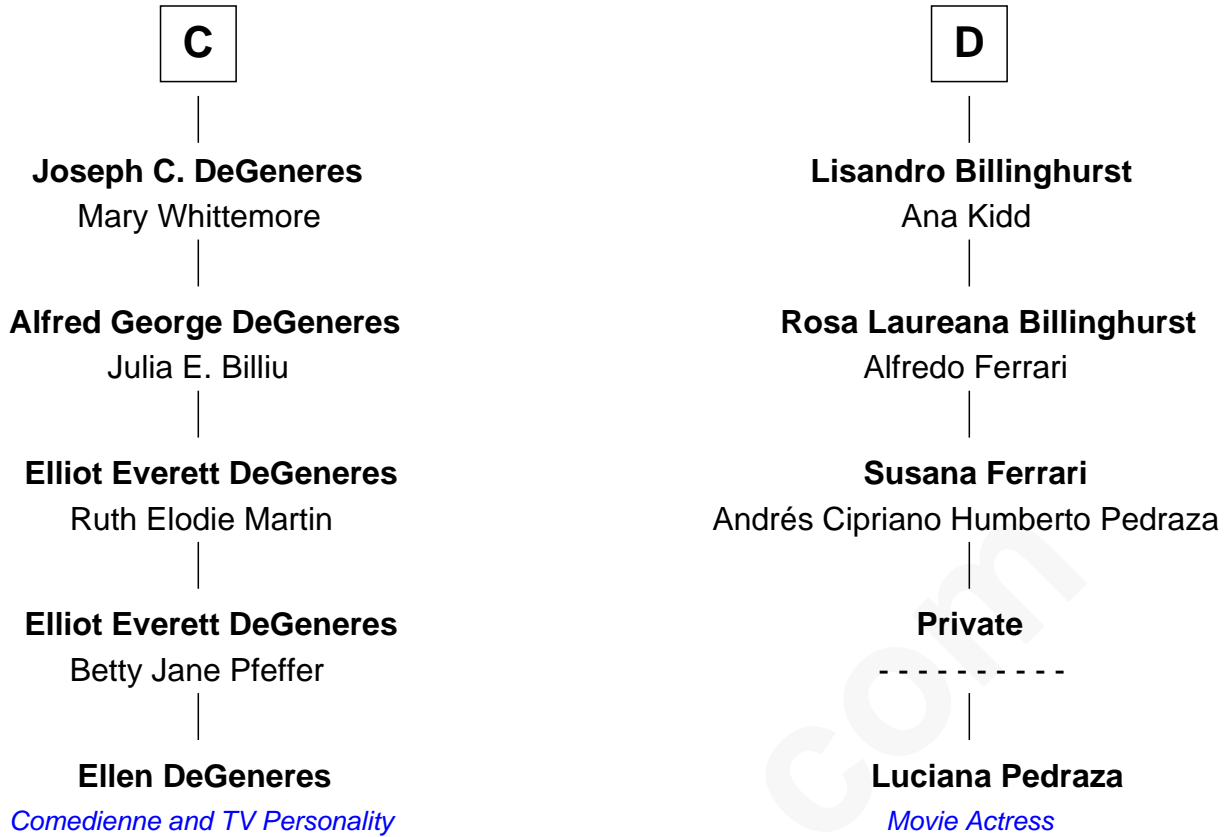 C
Joseph C. DeGeneres
Mary Whittemore
Alfred George DeGeneres
Julia E. Billiu
Elliot Everett DeGeneres
Ruth Elodie Martin
Elliot Everett DeGeneres
Betty Jane Pfeffer
Ellen DeGeneres
Comedienne and TV Personality
D
Lisandro Billinghurst
Ana Kidd
Rosa Laureana Billinghurst
Alfredo Ferrari
Susana Ferrari
Andrés Cipriano Humberto Pedraza
Private
- - - - - - - - - -
Luciana Pedraza
Movie Actress
com